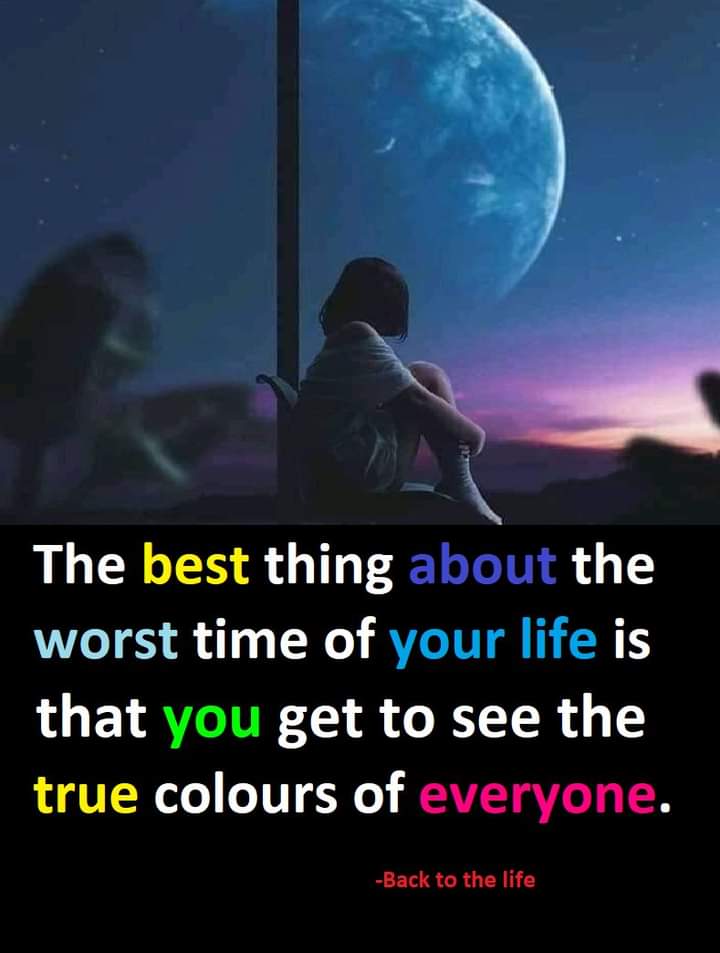 The best thing about the
worst time of your life is
that you get to see the
true colours of everyone.
-Back to the life